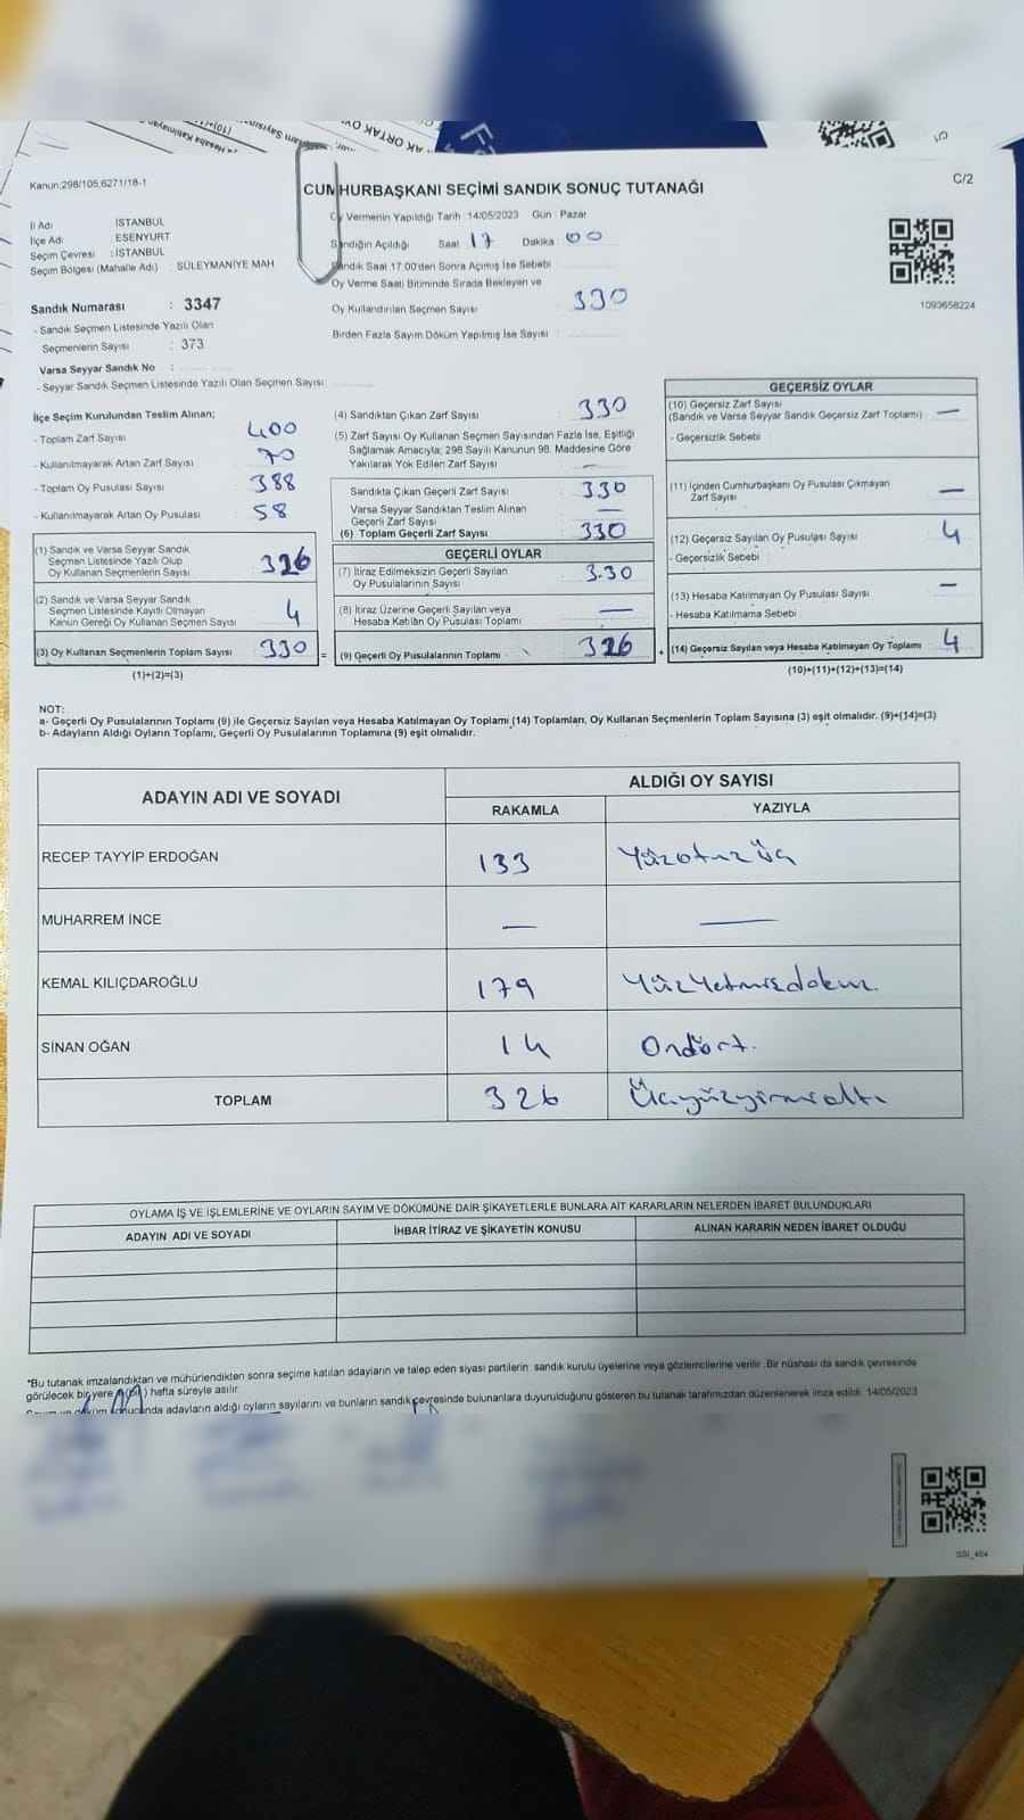 Kanun:298/105,6271/18-1
CUMHURBAŞKANI SEÇİMİ SANDIK SONUÇ TUTANAĞI
C/2
Oy Vermenin Yapıldığı Tarih :14/05/2023 Gün : Pazar
İl Adı : İSTANBUL
İlçe Adı : ESENYURT
Seçim Çevresi : İSTANBUL
Seçim Bölgesi (Mahalle Adı) : SÜLEYMANİYE MAH
Sandığın Açıldığı Saat 17 Dakika 00
Sandık Saat 17:00'den Sonra Açılmış İse Sebebi
Oy Verme Saati Bitiminde Sırada Bekleyen ve
Oy Kullandırılan Seçmen Sayısı 330
Birden Fazla Sayım Döküm Yapılmış İse Sayısı :
1093658224
Sandık Numarası : 3347
- Sandık Seçmen Listesinde Yazılı Olan
Seçmenlerin Sayısı : 373
Varsa Seyyar Sandık No :
- Seyyar Sandık Seçmen Listesinde Yazılı Olan Seçmen Sayısı:
İlçe Seçim Kurulundan Teslim Alınan;
- Toplam Zarf Sayısı 400
- Kullanılmayarak Artan Zarf Sayısı 70
- Toplam Oy Pusulası Sayısı 388
- Kullanılmayarak Artan Oy Pusulası 58
(1) Sandık ve Varsa Seyyar Sandık
Seçmen Listesinde Yazılı Olup
Oy Kullanan Seçmenlerin Sayısı 326
(2) Sandık ve Varsa Seyyar Sandık
Seçmen Listesinde Kayıtlı Olmayan
Kanun Gereği Oy Kullanan Seçmen Sayısı 4
(3) Oy Kullanan Seçmenlerin Toplam Sayısı 330
(1)+(2)=(3)
(4) Sandıktan Çıkan Zarf Sayısı 330
(5) Zarf Sayısı Oy Kullanan Seçmen Sayısından Fazla İse, Eşitliği
Sağlamak Amacıyla; 298 Sayılı Kanunun 98. Maddesine Göre
Yakılarak Yok Edilen Zarf Sayısı —
Sandıkta Çıkan Geçerli Zarf Sayısı 330
Varsa Seyyar Sandıktan Teslim Alınan
Geçerli Zarf Sayısı —
(6) Toplam Geçerli Zarf Sayısı 330
GEÇERLİ OYLAR
(7) İtiraz Edilmeksizin Geçerli Sayılan
Oy Pusulalarının Sayısı 3.30
(8) İtiraz Üzerine Geçerli Sayılan veya
Hesaba Katılan Oy Pusulası Toplamı —
= (9) Geçerli Oy Pusulalarının Toplamı 326
GEÇERSİZ OYLAR
(10) Geçersiz Zarf Sayısı
(Sandık ve Varsa Seyyar Sandık Geçersiz Zarf Toplamı) —
- Geçersizlik Sebebi
(11) İçinden Cumhurbaşkanı Oy Pusulası Çıkmayan
Zarf Sayısı —
(12) Geçersiz Sayılan Oy Pusulası Sayısı 4
- Geçersizlik Sebebi
(13) Hesaba Katılmayan Oy Pusulası Sayısı —
- Hesaba Katılmama Sebebi
+ (14) Geçersiz Sayılan veya Hesaba Katılmayan Oy Toplamı 4
(10)+(11)+(12)+(13)=(14)
NOT:
a- Geçerli Oy Pusulalarının Toplamı (9) ile Geçersiz Sayılan veya Hesaba Katılmayan Oy Toplamı (14) Toplamları, Oy Kullanan Seçmenlerin Toplam Sayısına (3) eşit olmalıdır. (9)+(14)=(3)
b- Adayların Aldığı Oyların Toplamı, Geçerli Oy Pusulalarının Toplamına (9) eşit olmalıdır.
ADAYIN ADI VE SOYADI
ALDIĞI OY SAYISI
RAKAMLA YAZIYLA
RECEP TAYYİP ERDOĞAN 133 Yüzotuzüç
MUHARREM İNCE — —
KEMAL KILIÇDAROĞLU 179 Yüzyetmişdokuz.
SİNAN OĞAN 14 Ondört.
TOPLAM 326 Üçyüzyirmialtı
OYLAMA İŞ VE İŞLEMLERİNE VE OYLARIN SAYIM VE DÖKÜMÜNE DAİR ŞİKAYETLERLE BUNLARA AİT KARARLARIN NELERDEN İBARET BULUNDUKLARI
ADAYIN ADI VE SOYADI İHBAR İTİRAZ VE ŞİKAYETİN KONUSU ALINAN KARARIN NEDEN İBARET OLDUĞU
*Bu tutanak imzalandıktan ve mühürlendikten sonra seçime katılan adayların ve talep eden siyasi partilerin sandık kurulu üyelerine veya gözlemcilerine verilir. Bir nüshası da sandık çevresinde
görülecek bir yere hafta süreyle asılır.
adayların aldığı oyların sayılarını ve bunların sandık çevresinde bulunanlara duyurulduğunu gösteren bu tutanak tarafımızdan düzenlenerek imza edildi. 14/05/2023